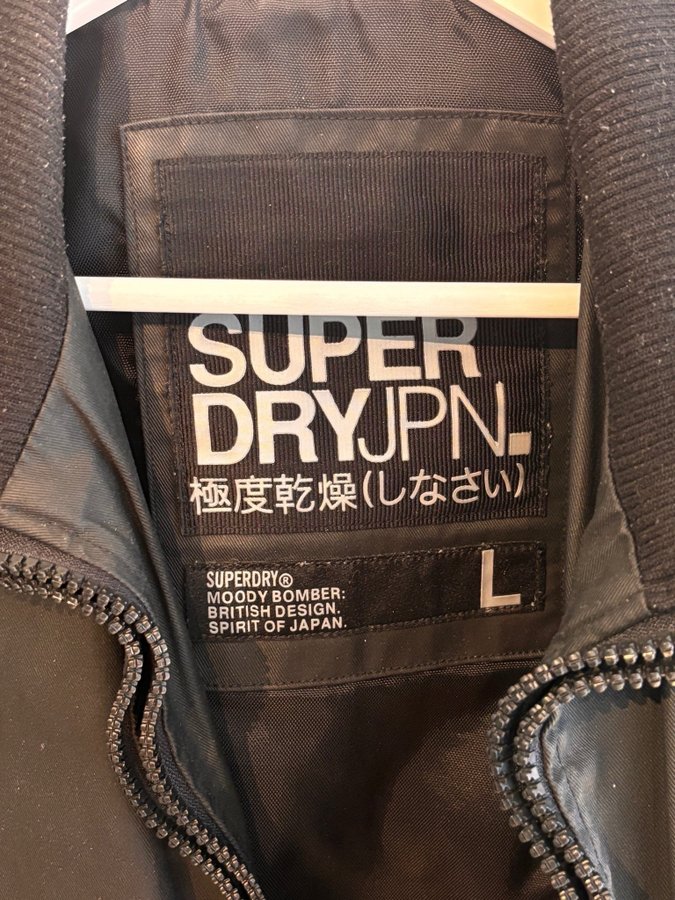 SUPER
DRYJPN.
極度乾燥(しなさい)
SUPERDRY®
MOODY BOMBER:
BRITISH DESIGN.
SPIRIT OF JAPAN.
L